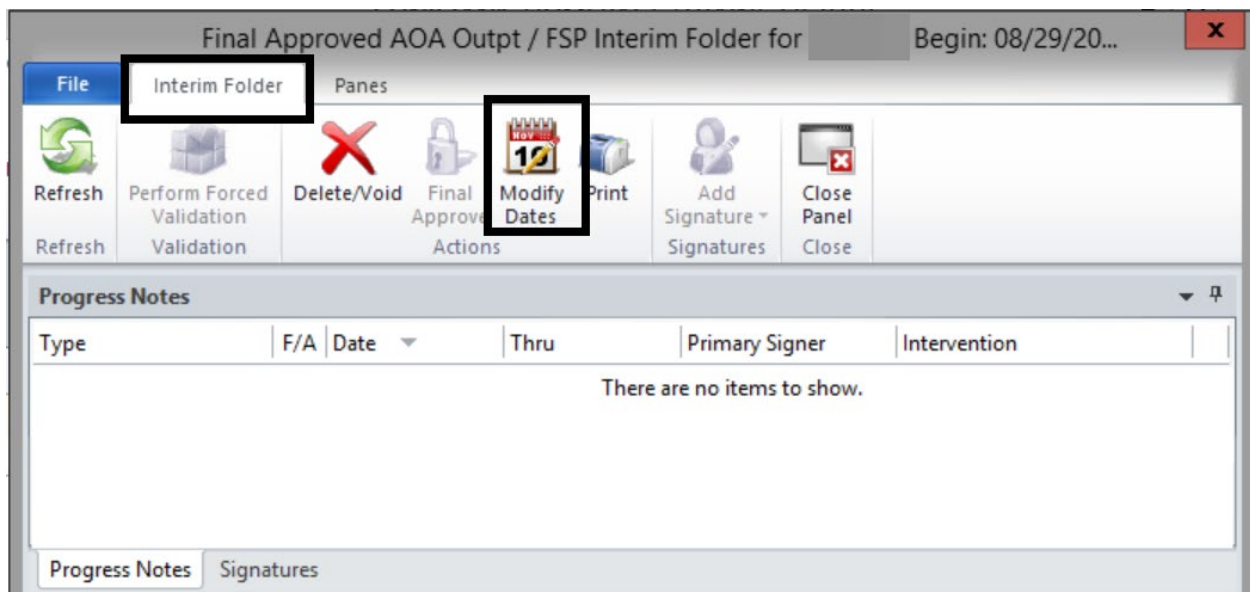 Final Approved AOA Outpt / FSP Interim Folder for Begin: 08/29/20...
x
File Interim Folder Panes
NOV
Refresh Perform Forced Delete/Void Final Modify Print Add Close
Validation Approve Dates Signature Panel
Refresh Validation Actions Signatures Close
Progress Notes
Type F/A Date Thru Primary Signer Intervention
There are no items to show.
Progress Notes Signatures